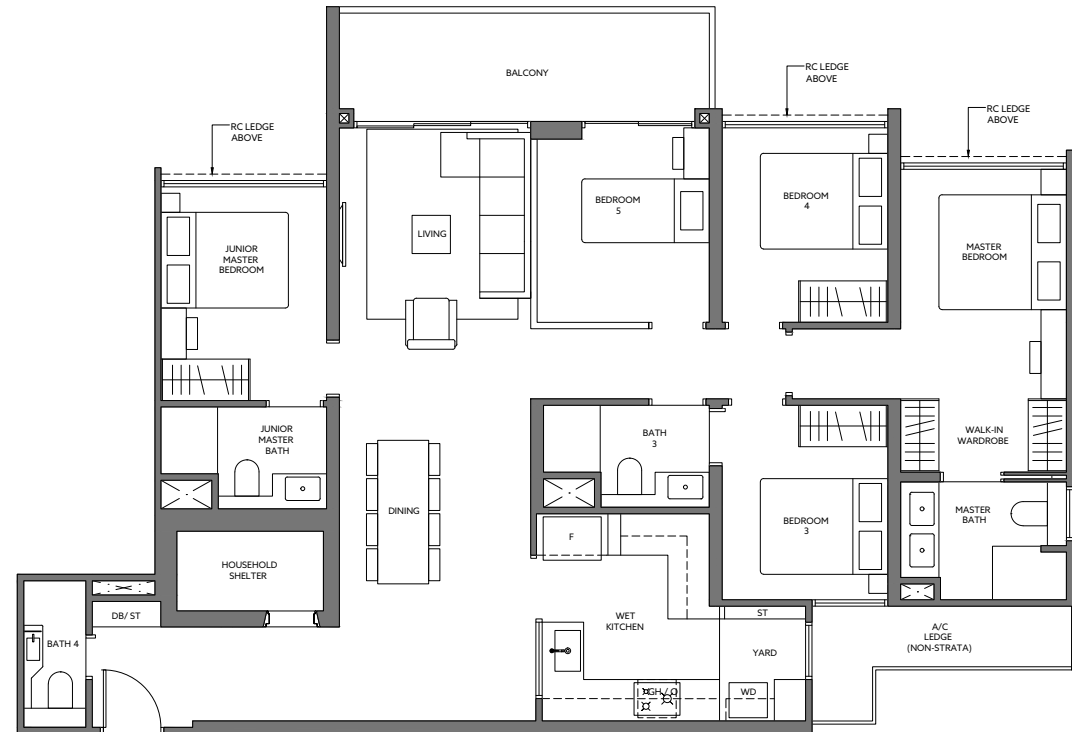 BALCONY
RC LEDGE
ABOVE
RC LEDGE
ABOVE
RC LEDGE
ABOVE
BEDROOM
5
BEDROOM
4
LIVING
JUNIOR
MASTER
BEDROOM
MASTER
BEDROOM
JUNIOR
MASTER
BATH
BATH
3
WALK-IN
WARDROBE
DINING
BEDROOM
3
MASTER
BATH
F
HOUSEHOLD
SHELTER
DB/ ST
WET
KITCHEN
ST
A/C
LEDGE
(NON-STRATA)
BATH 4
YARD
WD